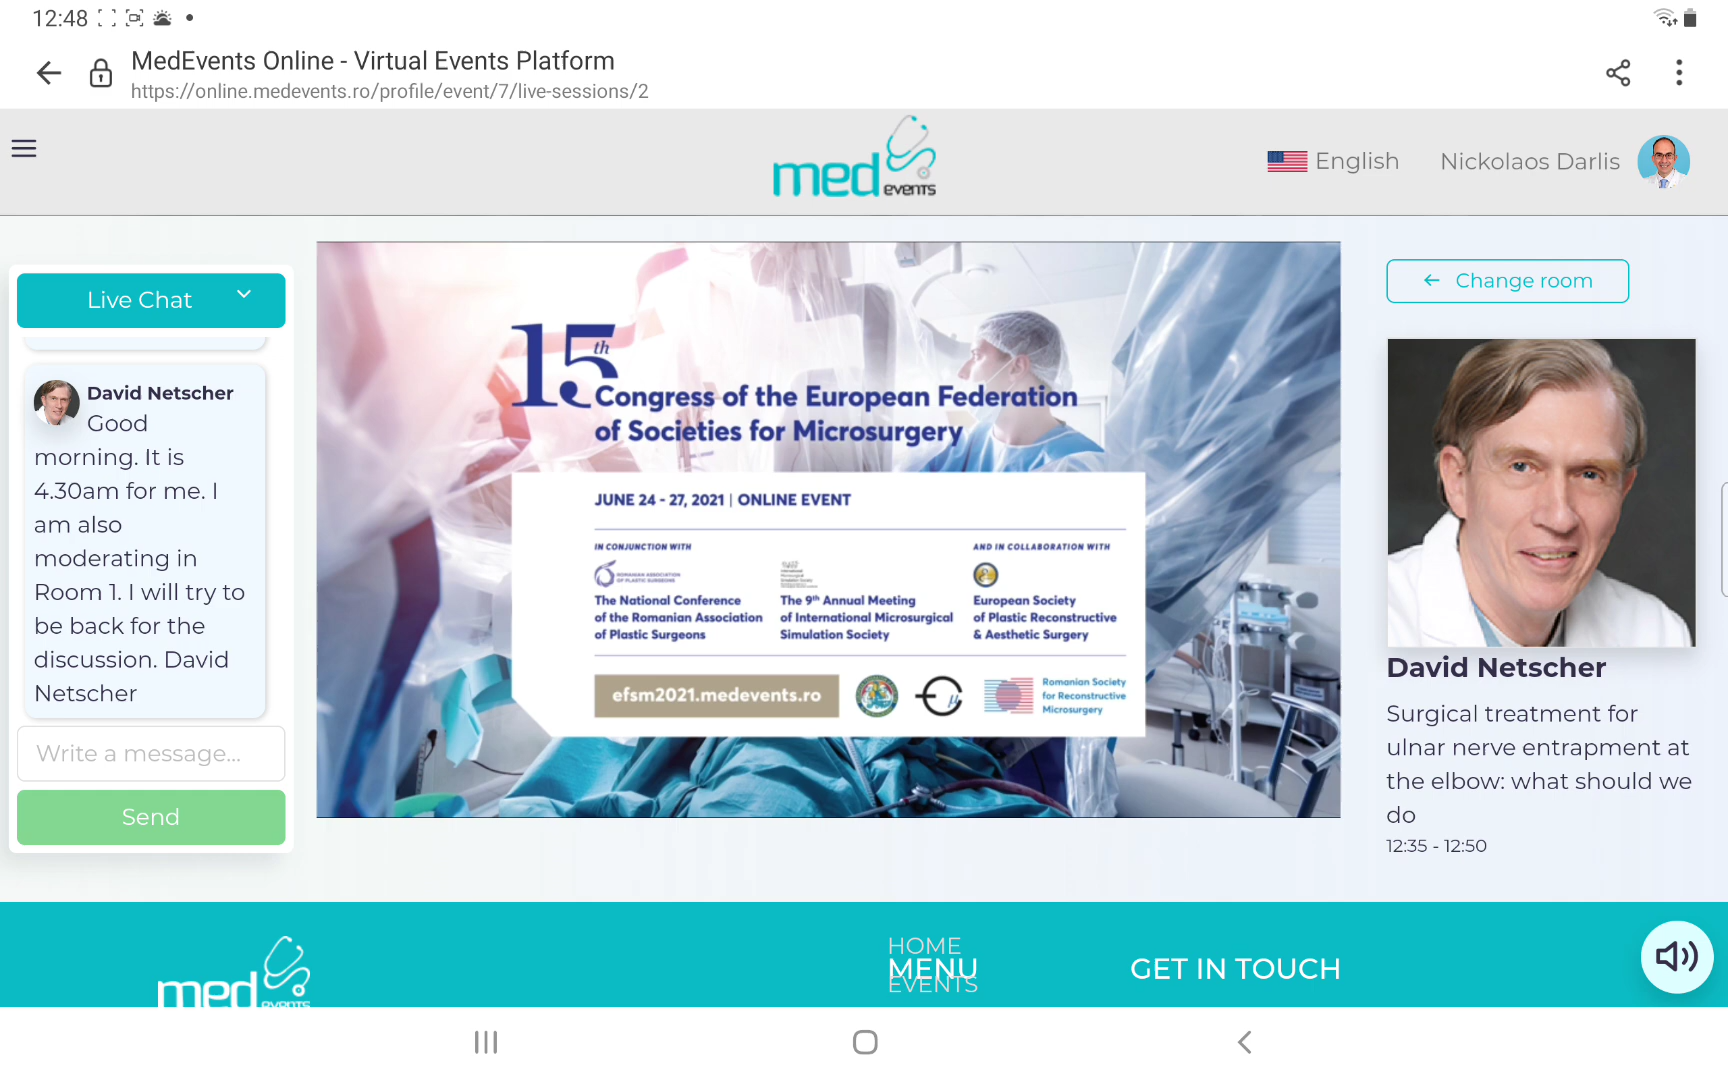 12:48
MedEvents Online - Virtual Events Platform
https://online.medevents.ro/profile/event/7/live-sessions/2
med
events
English
Nickolaos Darlis
Live Chat
David Netscher
Good
morning. It is
4.30am for me. I
am also
moderating in
Room 1. I will try to
be back for the
discussion. David
Netscher
Write a message...
Send
15th
Congress of the European Federation
of Societies for Microsurgery
JUNE 24 - 27, 2021 | ONLINE EVENT
IN CONJUNCTION WITH
ROMANIAN ASSOCIATION
OF PLASTIC SURGEONS
The National Conference
of the Romanian Association
of Plastic Surgeons
The 9th Annual Meeting
of International Microsurgical
Simulation Society
AND IN COLLABORATION WITH
European Society
of Plastic Reconstructive
& Aesthetic Surgery
efsm2021.medevents.ro
μ
Romanian Society
for Reconstructive
Microsurgery
Change room
David Netscher
Surgical treatment for
ulnar nerve entrapment at
the elbow: what should we
do
12:35 - 12:50
med
events
HOME
MENU
EVENTS
GET IN TOUCH